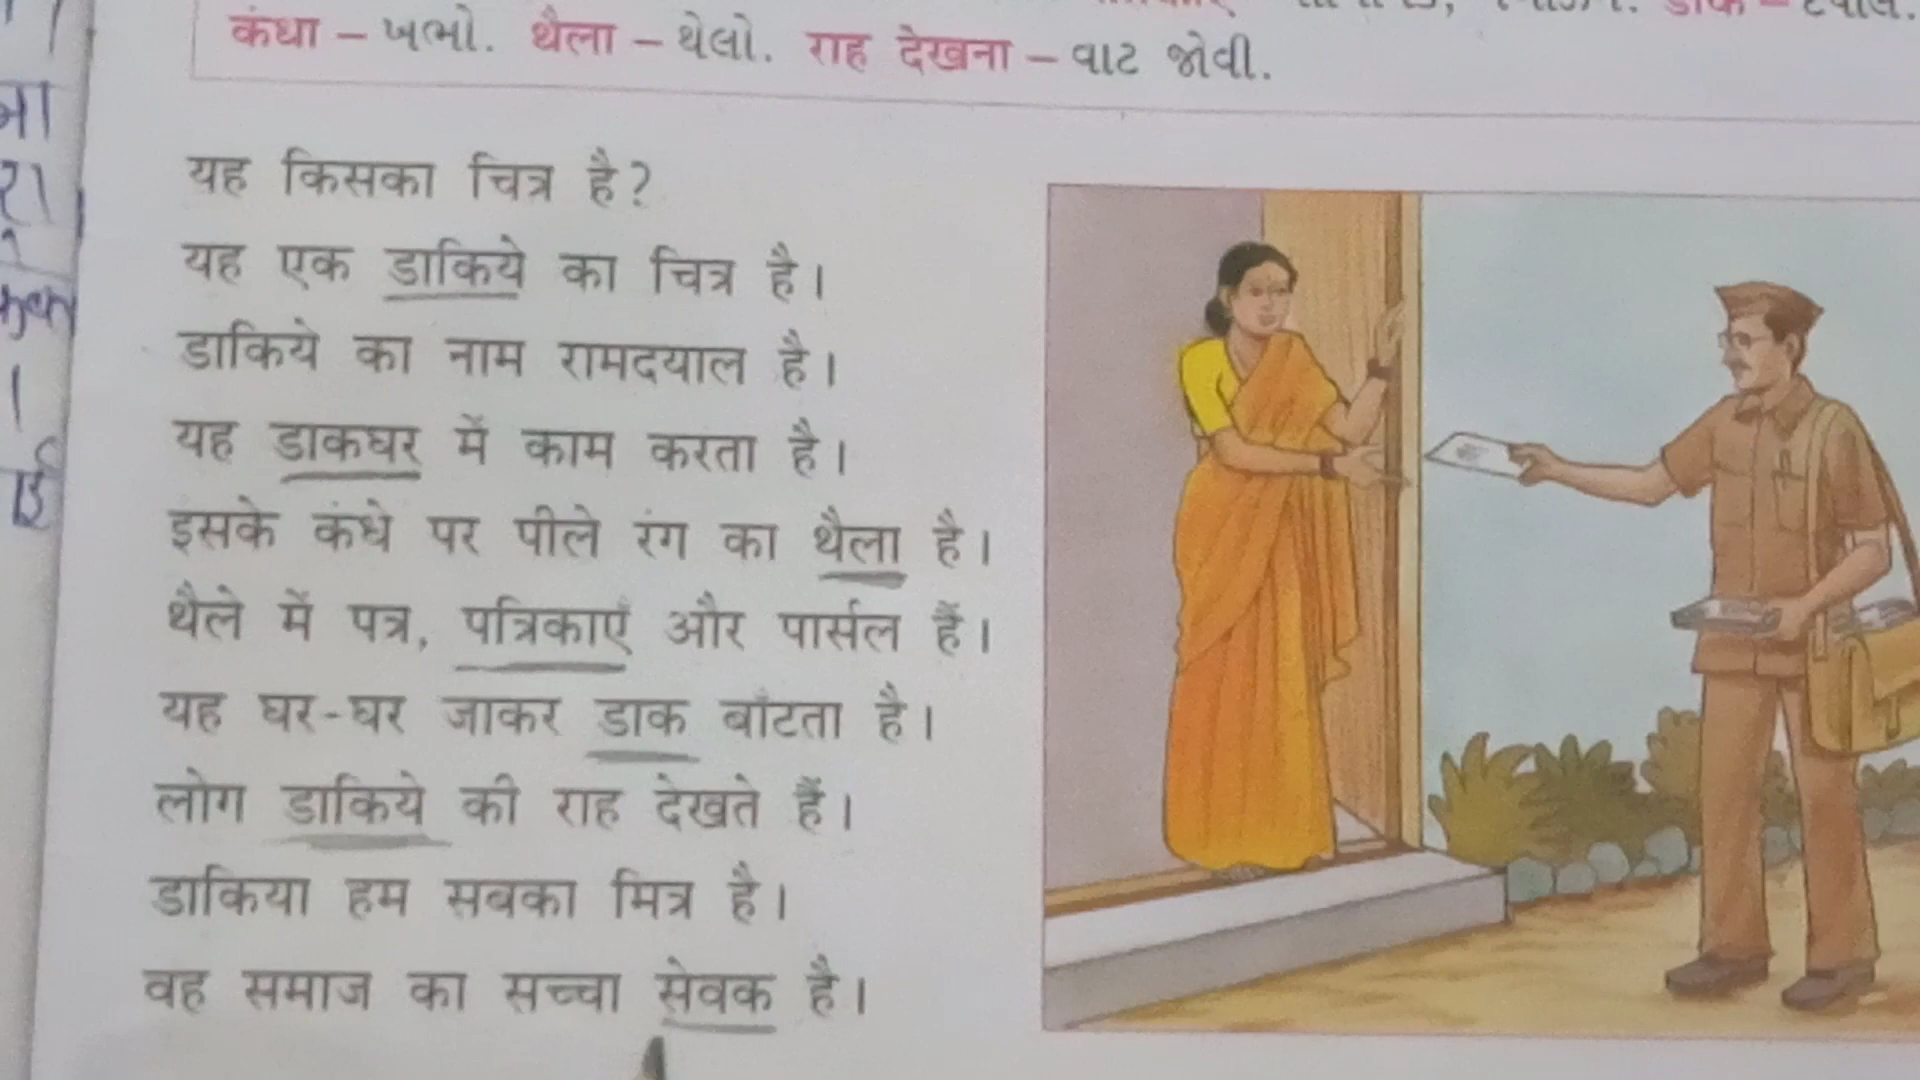 डाक –
कंधा – ખભો. थैला – થેલો. राह देखना – વાટ જોવી.
यह किसका चित्र है?
यह एक डाकिये का चित्र है।
डाकिये का नाम रामदयाल है।
यह डाकघर में काम करता है।
इसके कंधे पर पीले रंग का थैला है।
थैले में पत्र, पत्रिकाएँ और पार्सल हैं।
यह घर-घर जाकर डाक बाँटता है।
लोग डाकिये की राह देखते हैं।
डाकिया हम सबका मित्र है।
वह समाज का सच्चा सेवक है।